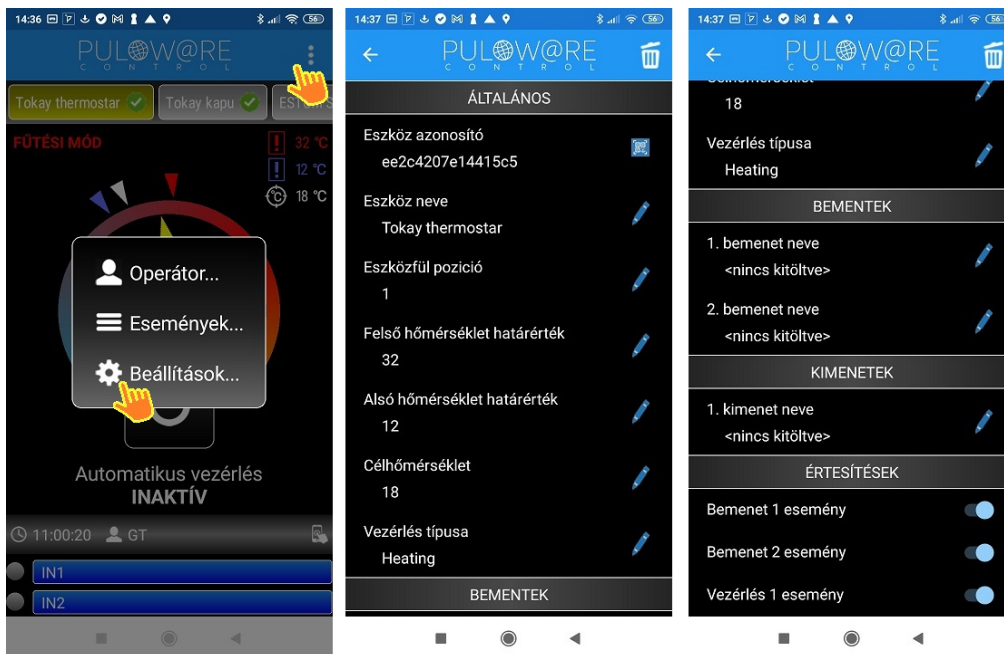 14:36
56
PULOW@RE
CONTROL
Tokay thermostar
Tokay kapu
FŰTÉSI MÓD
32 °C
12 °C
°C 18 °C
Operátor...
Események...
Beállítások...
Automatikus vezérlés
INAKTÍV
11:00:20 GT
IN1
IN2
14:37
56
PULOW@RE
CONTROL
ÁLTALÁNOS
Eszköz azonosító
ee2c4207e14415c5
Eszköz neve
Tokay thermostar
Eszközfül pozició
1
Felső hőmérséklet határérték
32
Alsó hőmérséklet határérték
12
Célhőmérséklet
18
Vezérlés típusa
Heating
BEMENTEK
14:37
56
PULOW@RE
CONTROL
Célhőmérséklet
18
Vezérlés típusa
Heating
BEMENTEK
1. bemenet neve
<nincs kitöltve>
2. bemenet neve
<nincs kitöltve>
KIMENETEK
1. kimenet neve
<nincs kitöltve>
ÉRTESÍTÉSEK
Bemenet 1 esemény
Bemenet 2 esemény
Vezérlés 1 esemény